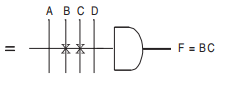 A B C D
= F = BC